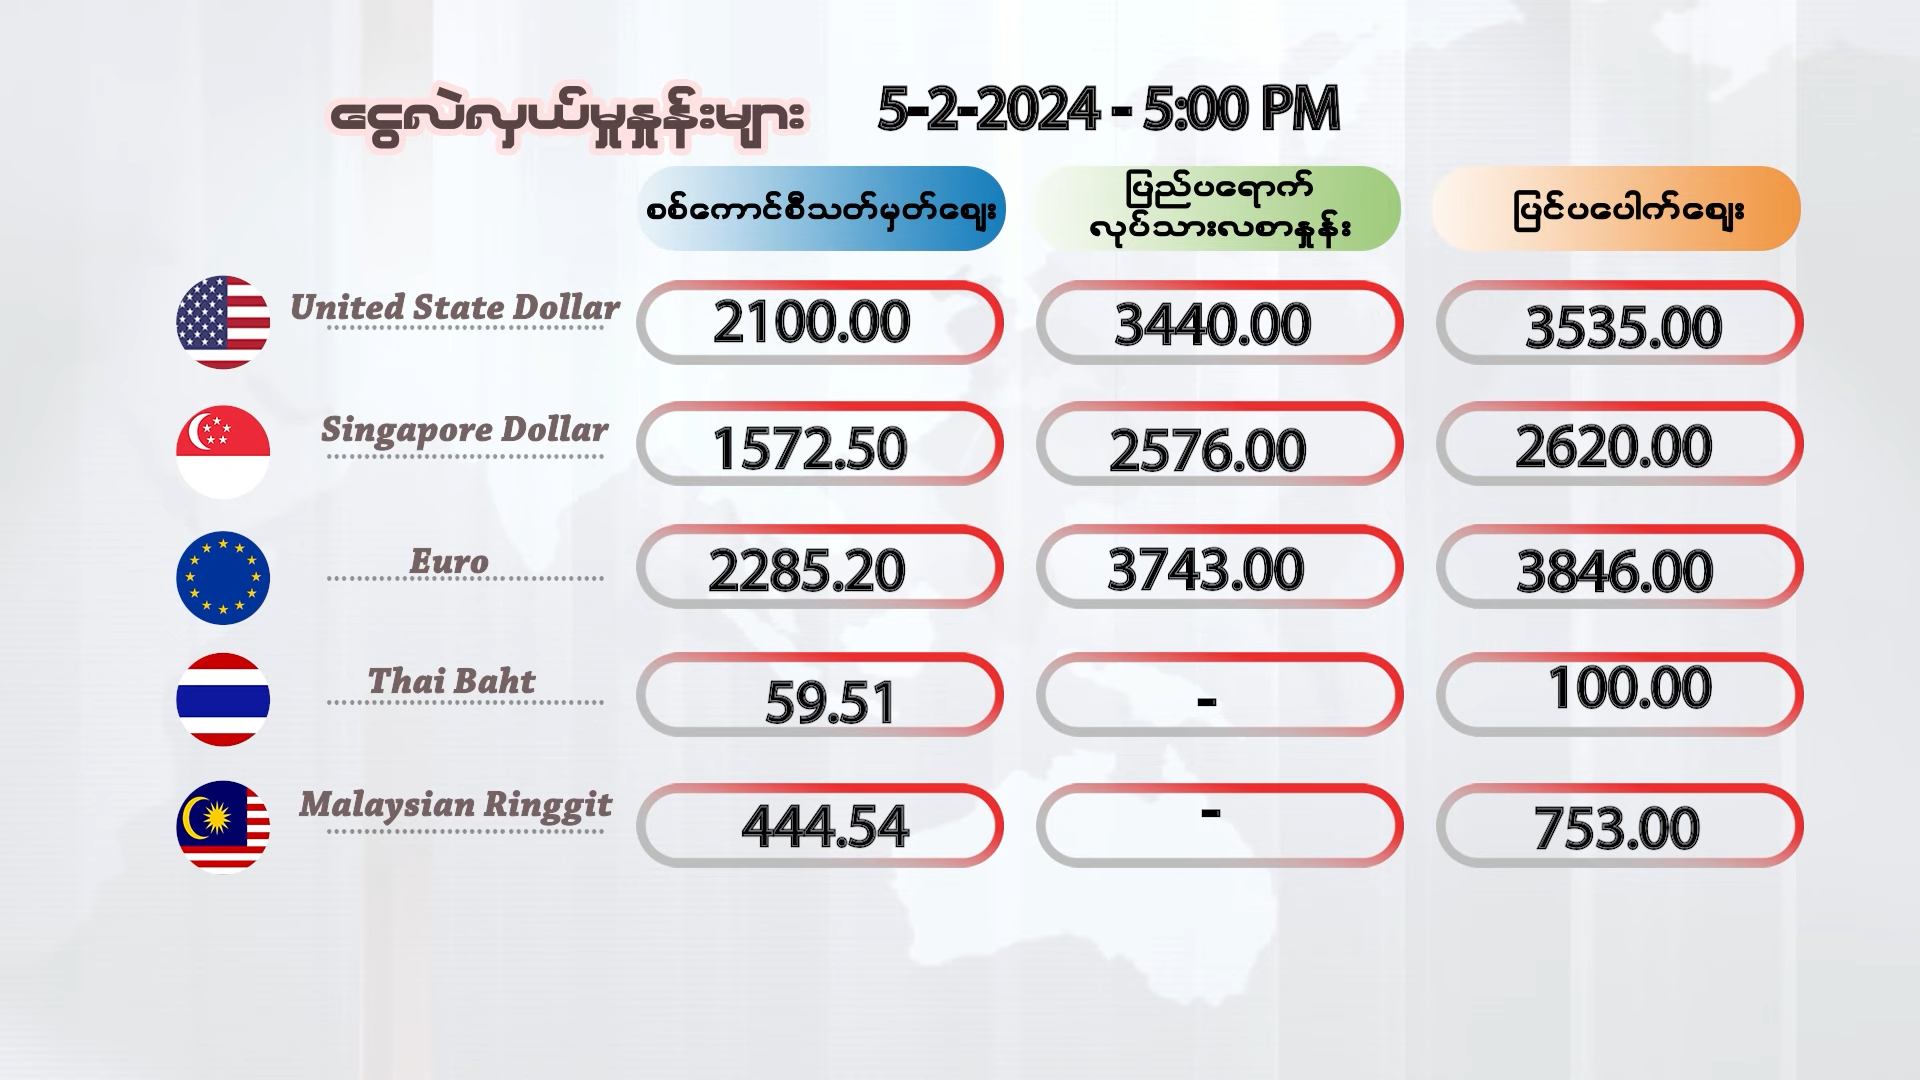 ငွေလဲလှယ်မှုနှုန်းများ 5-2-2024 - 5:00 PM
စစ်ကောင်စီသတ်မှတ်ဈေး
ပြည်ပရောက်
လုပ်သားလစာနှုန်း
ပြင်ပပေါက်ဈေး
United State Dollar 2100.00 3440.00 3535.00
Singapore Dollar 1572.50 2576.00 2620.00
Euro 2285.20 3743.00 3846.00
Thai Baht 59.51 - 100.00
Malaysian Ringgit 444.54 - 753.00